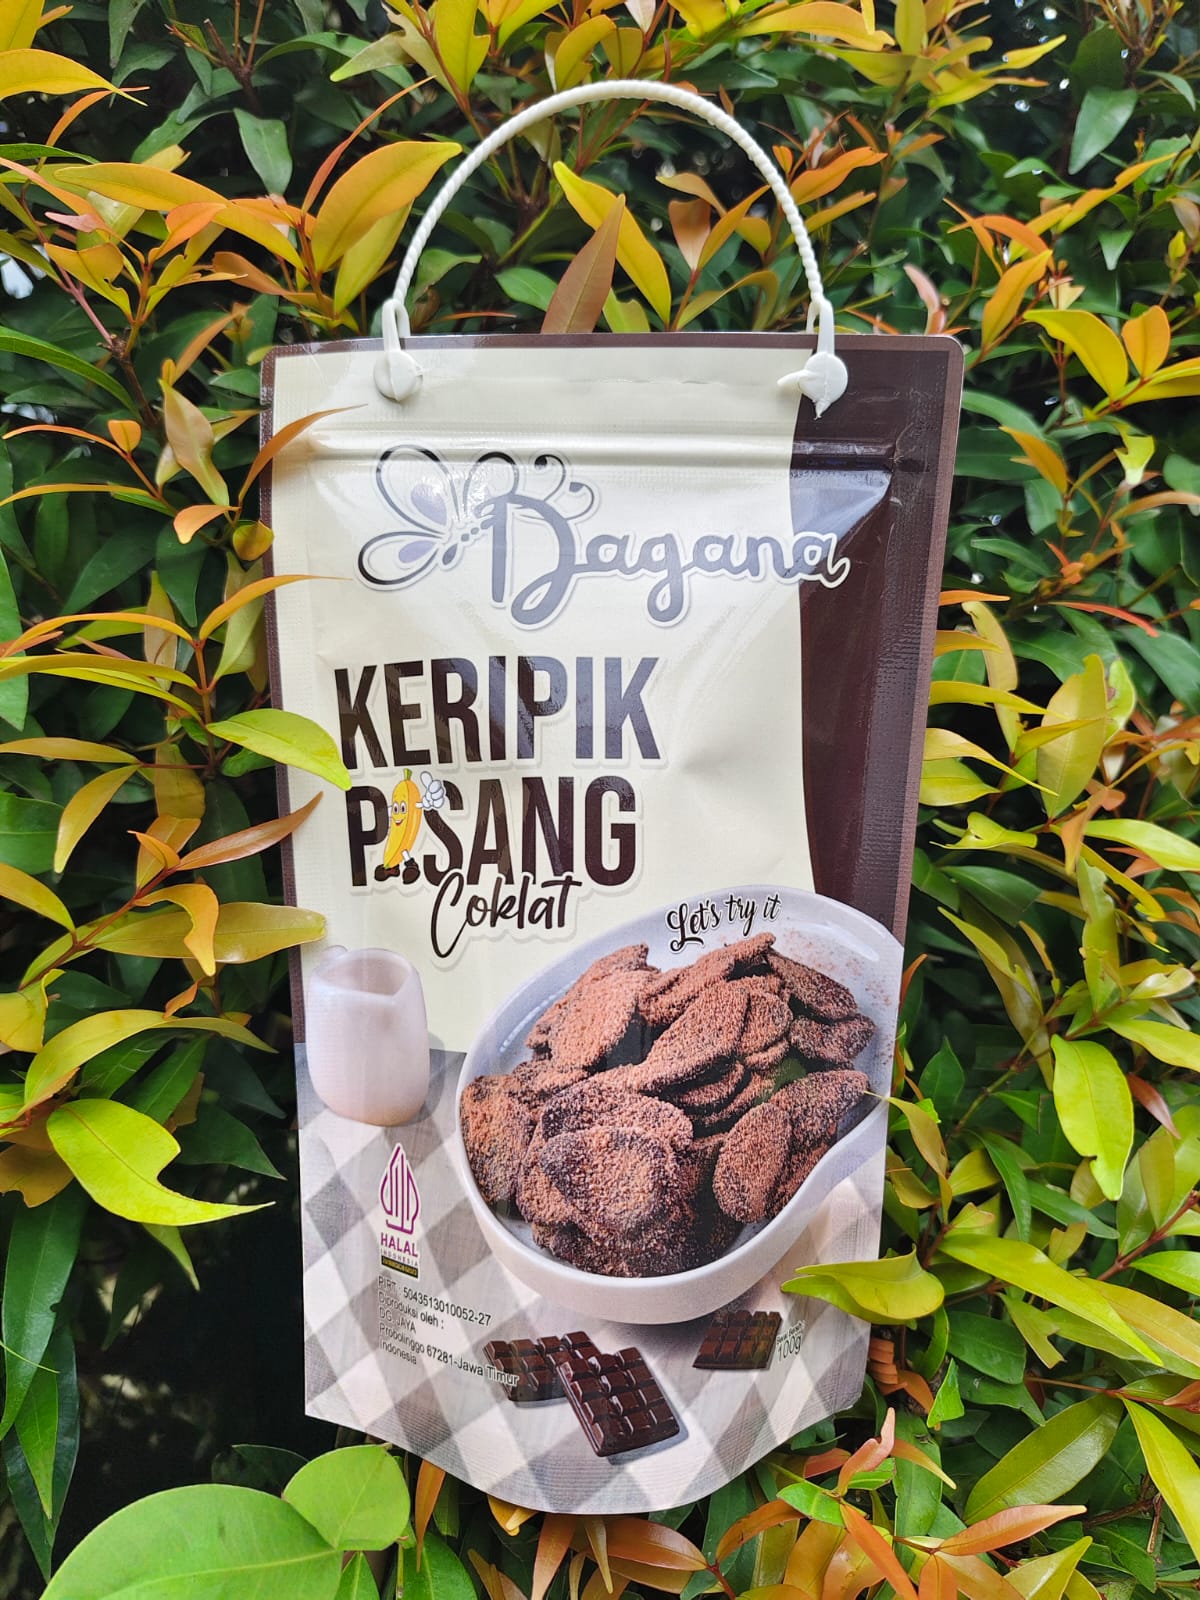 Dagana
KERIPIK
PISANG
Coklat
Let's try it
HALAL
INDONESIA
P.IRT : 5043513010052-27
Diproduksi oleh :
DG. JAYA
Probolinggo 67281-Jawa Timur
Indonesia
100g